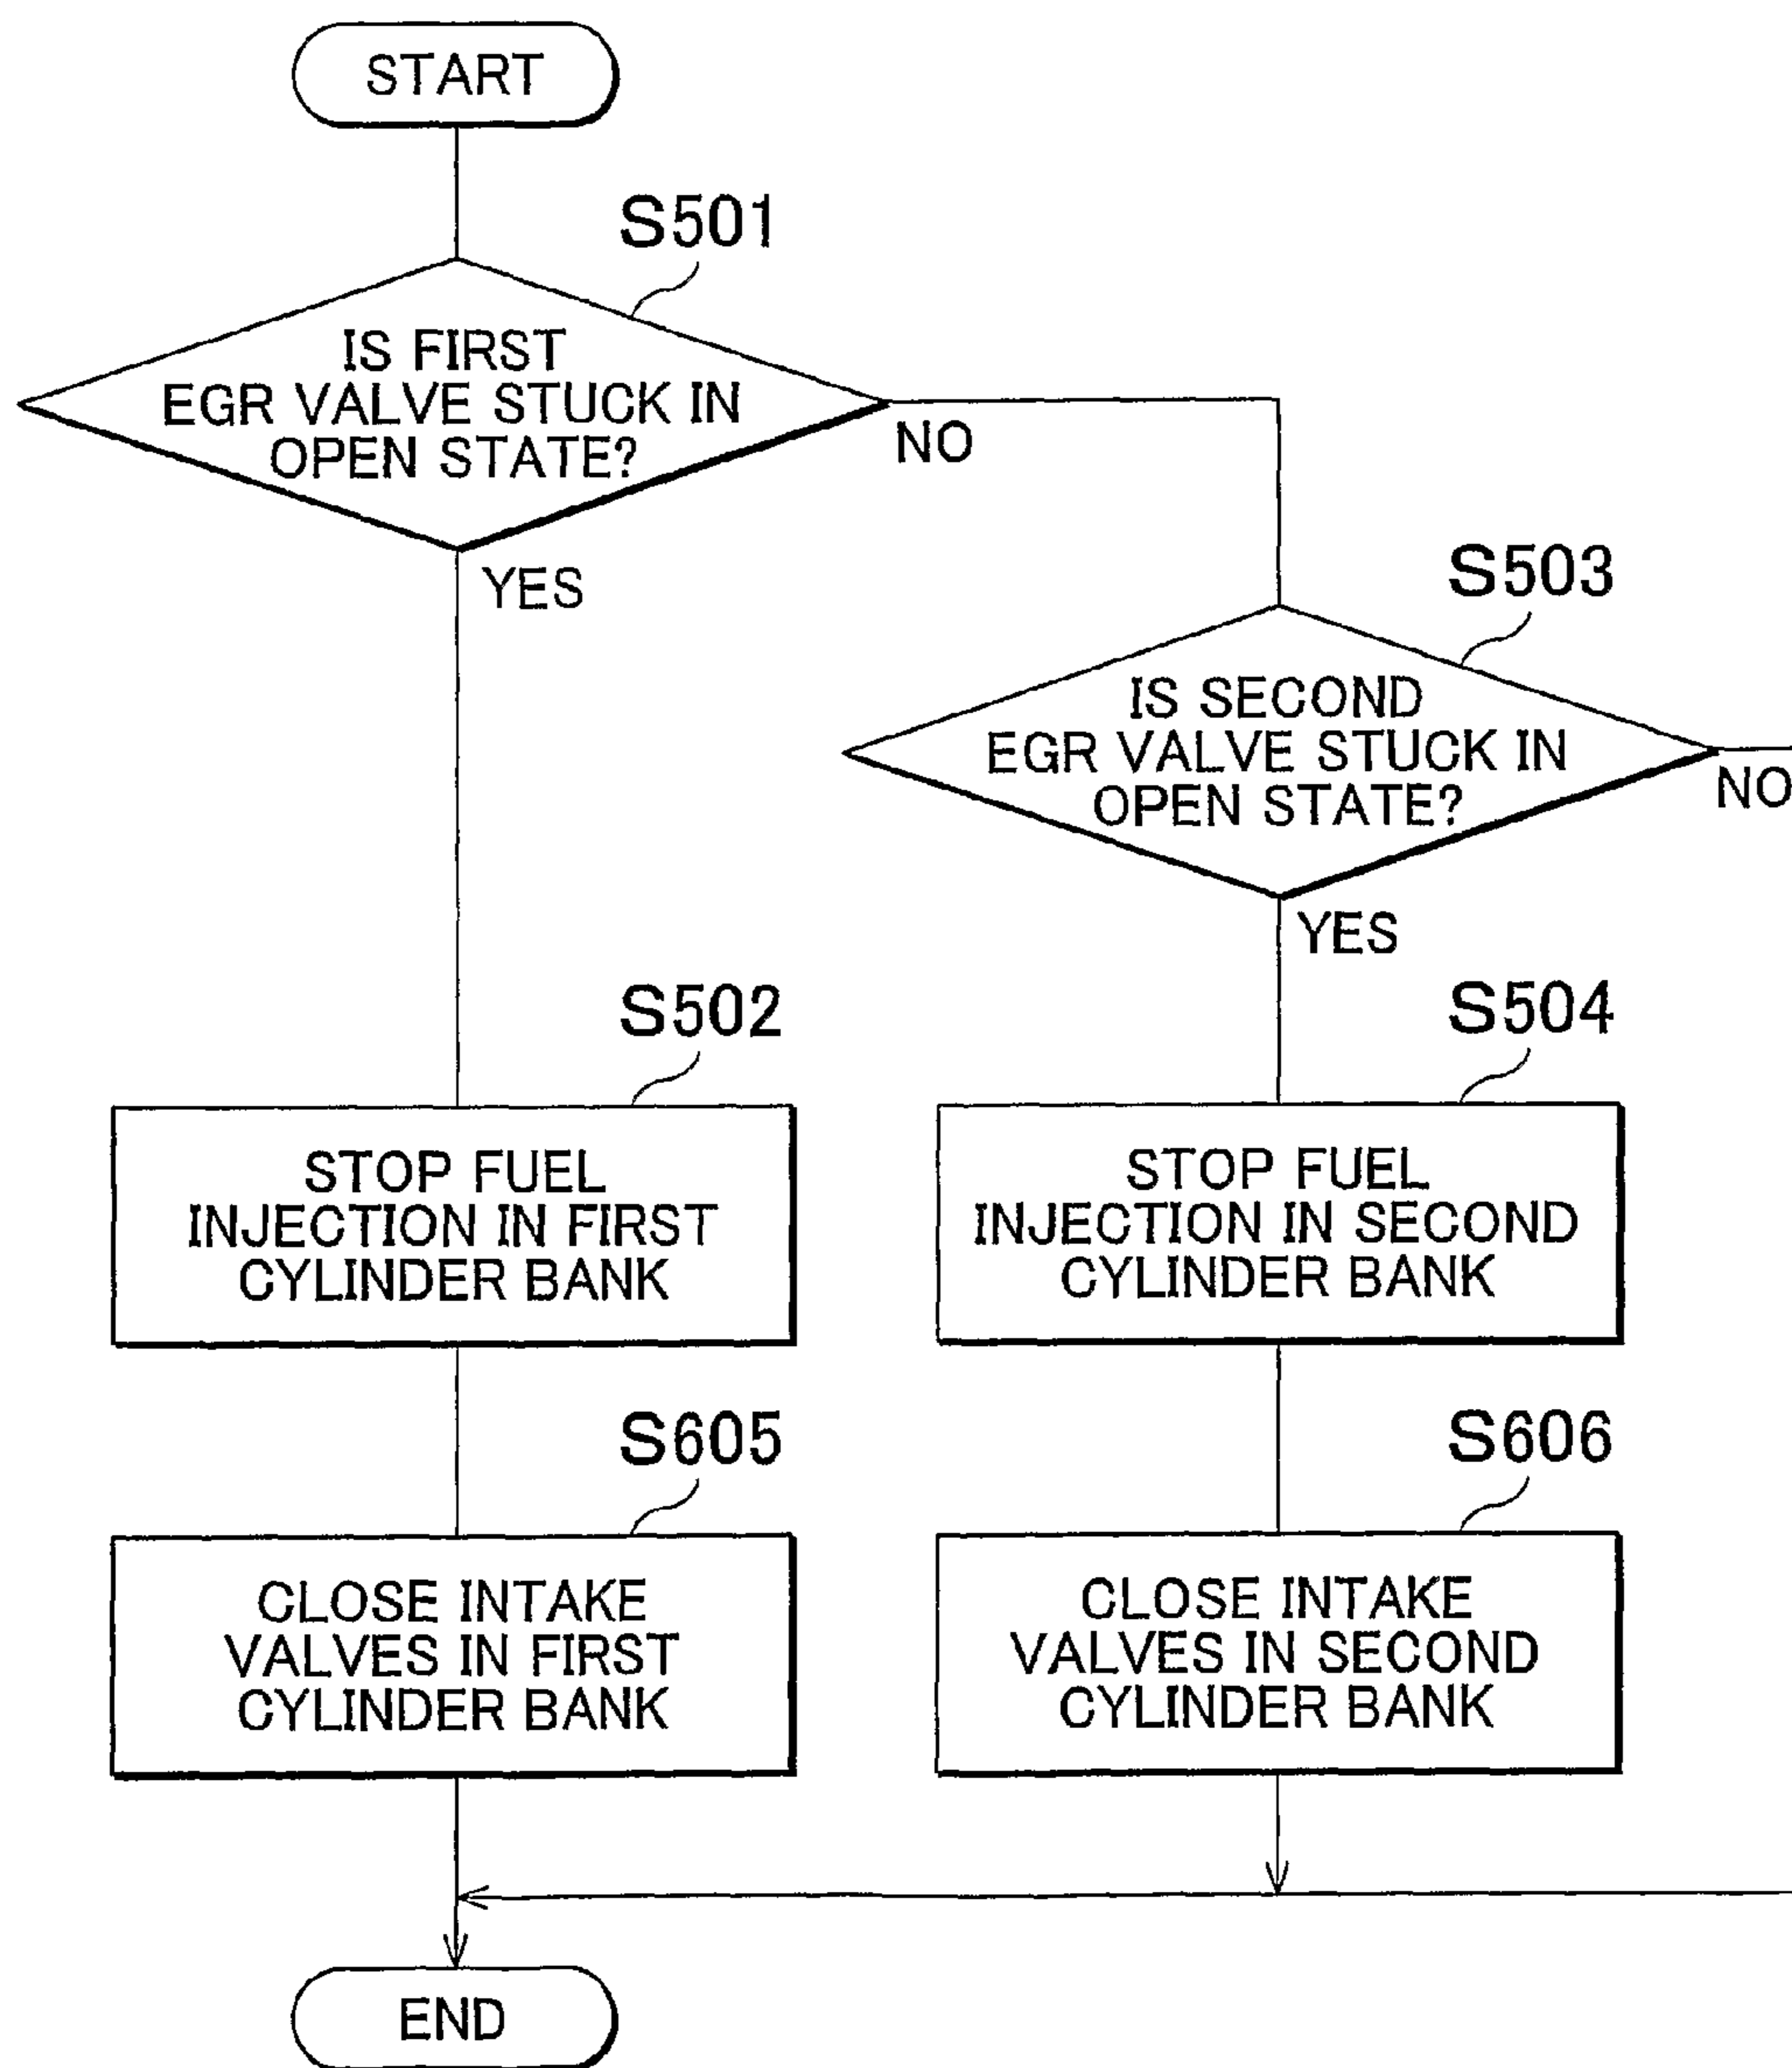 START
S501
IS FIRST
EGR VALVE STUCK IN
OPEN STATE?
NO
YES
S503
IS SECOND
EGR VALVE STUCK IN
OPEN STATE?
NO
YES
S502
STOP FUEL
INJECTION IN FIRST
CYLINDER BANK
S504
STOP FUEL
INJECTION IN SECOND
CYLINDER BANK
S605
CLOSE INTAKE
VALVES IN FIRST
CYLINDER BANK
S606
CLOSE INTAKE
VALVES IN SECOND
CYLINDER BANK
END